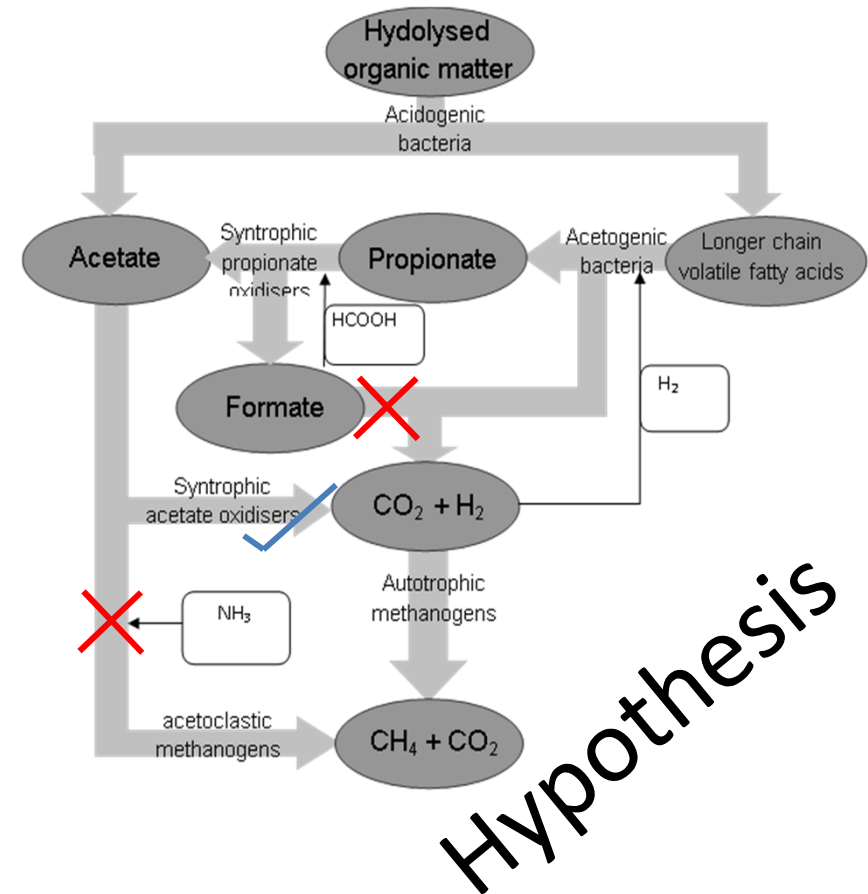 Hydolysed
organic matter
Acidogenic
bacteria
Acetate
Syntrophic
propionate
oxidisers
Propionate
Acetogenic
bacteria
Longer chain
volatile fatty acids
HCOOH
Formate
H₂
Syntrophic
acetate oxidisers
CO₂ + H₂
Autotrophic
methanogens
NH₃
acetoclastic
methanogens
CH₄ + CO₂
Hypothesis